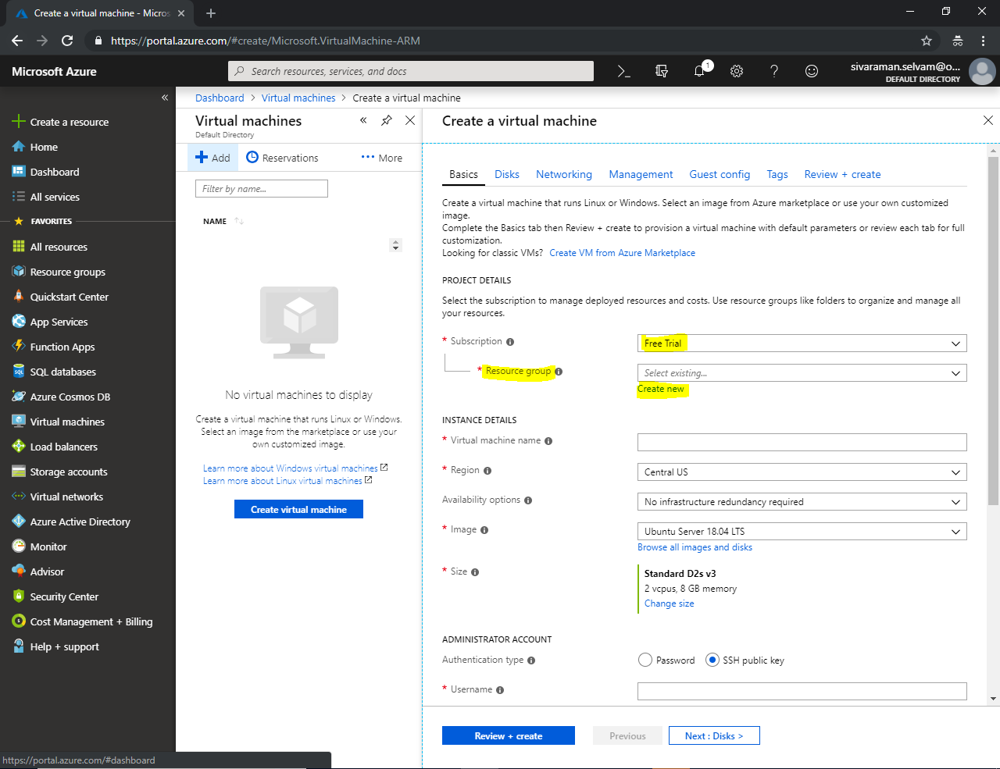 Create a virtual machine - Micros
https://portal.azure.com/#create/Microsoft.VirtualMachine-ARM
Microsoft Azure
Search resources, services, and docs
1
sivaraman.selvam@o...
DEFAULT DIRECTORY
Create a resource
Home
Dashboard
All services
FAVORITES
All resources
Resource groups
Quickstart Center
App Services
Function Apps
SQL databases
Azure Cosmos DB
Virtual machines
Load balancers
Storage accounts
Virtual networks
Azure Active Directory
Monitor
Advisor
Security Center
Cost Management + Billing
Help + support
https://portal.azure.com/#dashboard
Dashboard > Virtual machines > Create a virtual machine
Virtual machines
Default Directory
Add Reservations ••• More
Filter by name...
NAME
No virtual machines to display
Create a virtual machine that runs Linux or Windows.
Select an image from the marketplace or use your
own customized image.
Learn more about Windows virtual machines
Learn more about Linux virtual machines
Create virtual machine
Create a virtual machine
Basics Disks Networking Management Guest config Tags Review + create
Create a virtual machine that runs Linux or Windows. Select an image from Azure marketplace or use your own customized
image.
Complete the Basics tab then Review + create to provision a virtual machine with default parameters or review each tab for full
customization.
Looking for classic VMs? Create VM from Azure Marketplace
PROJECT DETAILS
Select the subscription to manage deployed resources and costs. Use resource groups like folders to organize and manage all
your resources.
* Subscription Free Trial
* Resource group Select existing...
Create new
INSTANCE DETAILS
* Virtual machine name
* Region Central US
Availability options No infrastructure redundancy required
* Image Ubuntu Server 18.04 LTS
Browse all images and disks
* Size Standard D2s v3
2 vcpus, 8 GB memory
Change size
ADMINISTRATOR ACCOUNT
Authentication type Password SSH public key
* Username
Review + create Previous Next : Disks >